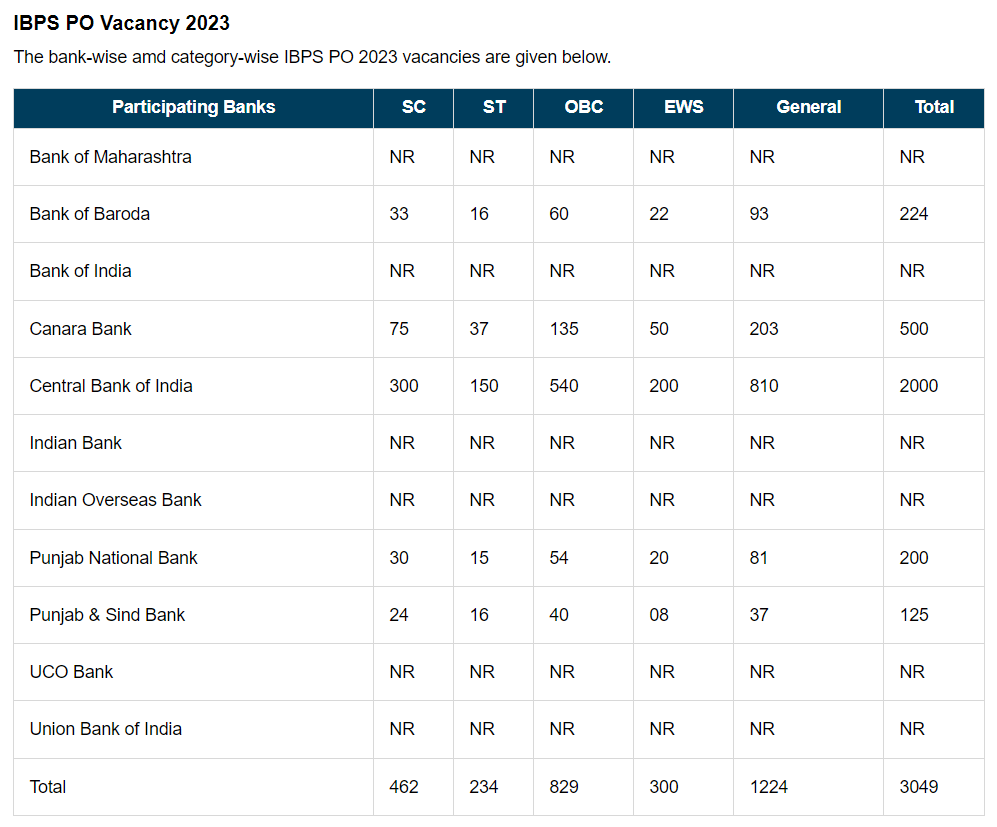 IBPS PO Vacancy 2023
The bank-wise amd category-wise IBPS PO 2023 vacancies are given below.
Participating Banks SC ST OBC EWS General Total
Bank of Maharashtra NR NR NR NR NR NR
Bank of Baroda 33 16 60 22 93 224
Bank of India NR NR NR NR NR NR
Canara Bank 75 37 135 50 203 500
Central Bank of India 300 150 540 200 810 2000
Indian Bank NR NR NR NR NR NR
Indian Overseas Bank NR NR NR NR NR NR
Punjab National Bank 30 15 54 20 81 200
Punjab & Sind Bank 24 16 40 08 37 125
UCO Bank NR NR NR NR NR NR
Union Bank of India NR NR NR NR NR NR
Total 462 234 829 300 1224 3049